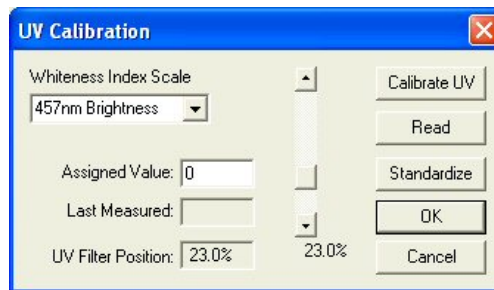 UV Calibration
Whiteness Index Scale
457nm Brightness
Assigned Value: 0
Last Measured:
UV Filter Position: 23.0%
23.0%
Calibrate UV
Read
Standardize
OK
Cancel